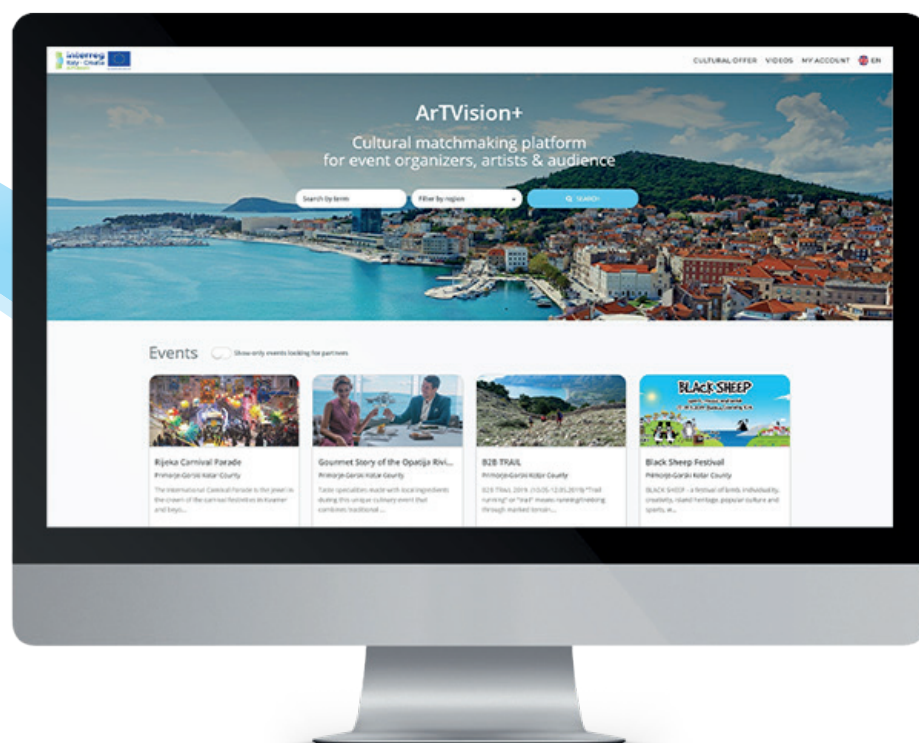 Interreg
Italy - Croatia
CULTURAL OFFER VIDEOS MY ACCOUNT EN
ArTVision+
Cultural matchmaking platform
for event organizers, artists & audience
Search by term Filter by region SEARCH
Events Show only events looking for partners
BLACK SHEEP
Rijeka Carnival Parade
Primorje-Gorski Kotar County
The International Carnival Parade is the jewel in
the crown of the carnival festivities its
and beyo...
Gourmet Story of the Opatija Rivi...
Primorje-Gorski Kotar County
Taste specialities made with local ingredients
during this unique culinary event that
combines traditional ...
B2B TRAIL
Primorje-Gorski Kotar County
B2B TRAIL 2019. (10.05-12.05.2019) "Trail
running" or "trail" means running/trekking
through marked terrain...
Black Sheep Festival
Primorje-Gorski Kotar County
BLACK SHEEP - a festival of lamb, individuality,
creativity, island heritage, popular culture and
sports, w...